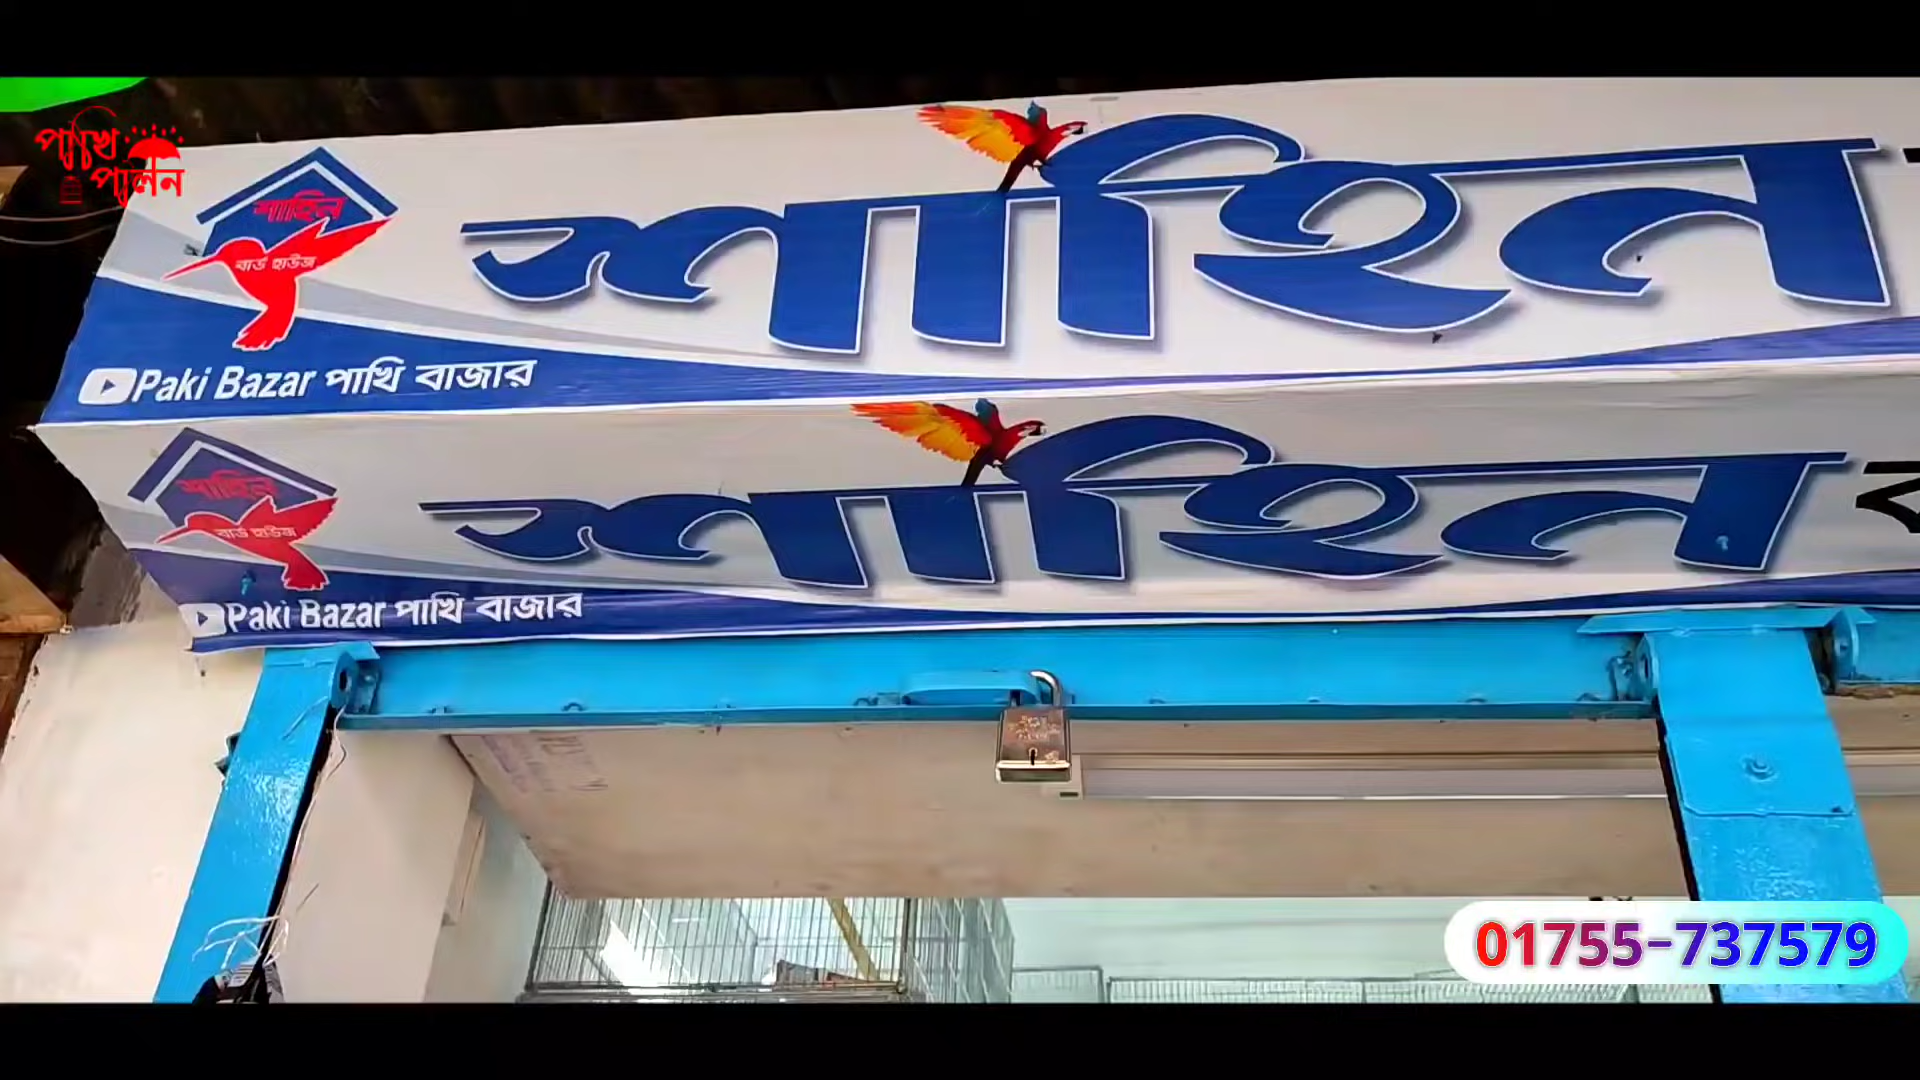 পাখি
পালন
শাহিন
শাহিন
বার্ড হাউজ
Paki Bazar পাখি বাজার
শাহিন
শাহিন
বার্ড হাউজ
Paki Bazar পাখি বাজার
01755-737579